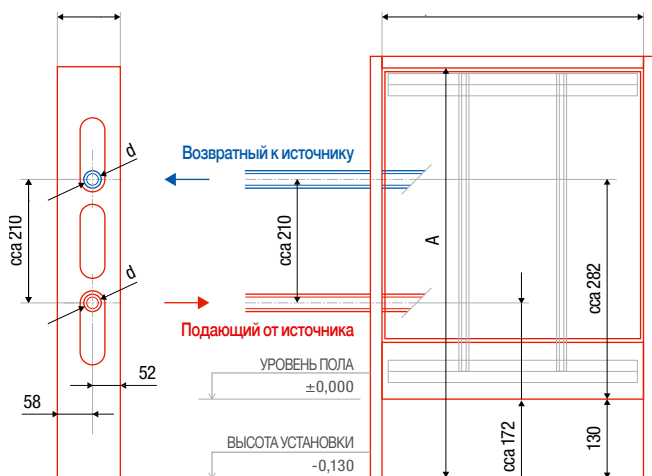 d
Возвратный к источнику
cca 210
cca 210
A
d
cca 282
Подающий от источника
52
58
УРОВЕНЬ ПОЛА
±0,000
cca 172
130
ВЫСОТА УСТАНОВКИ
-0,130